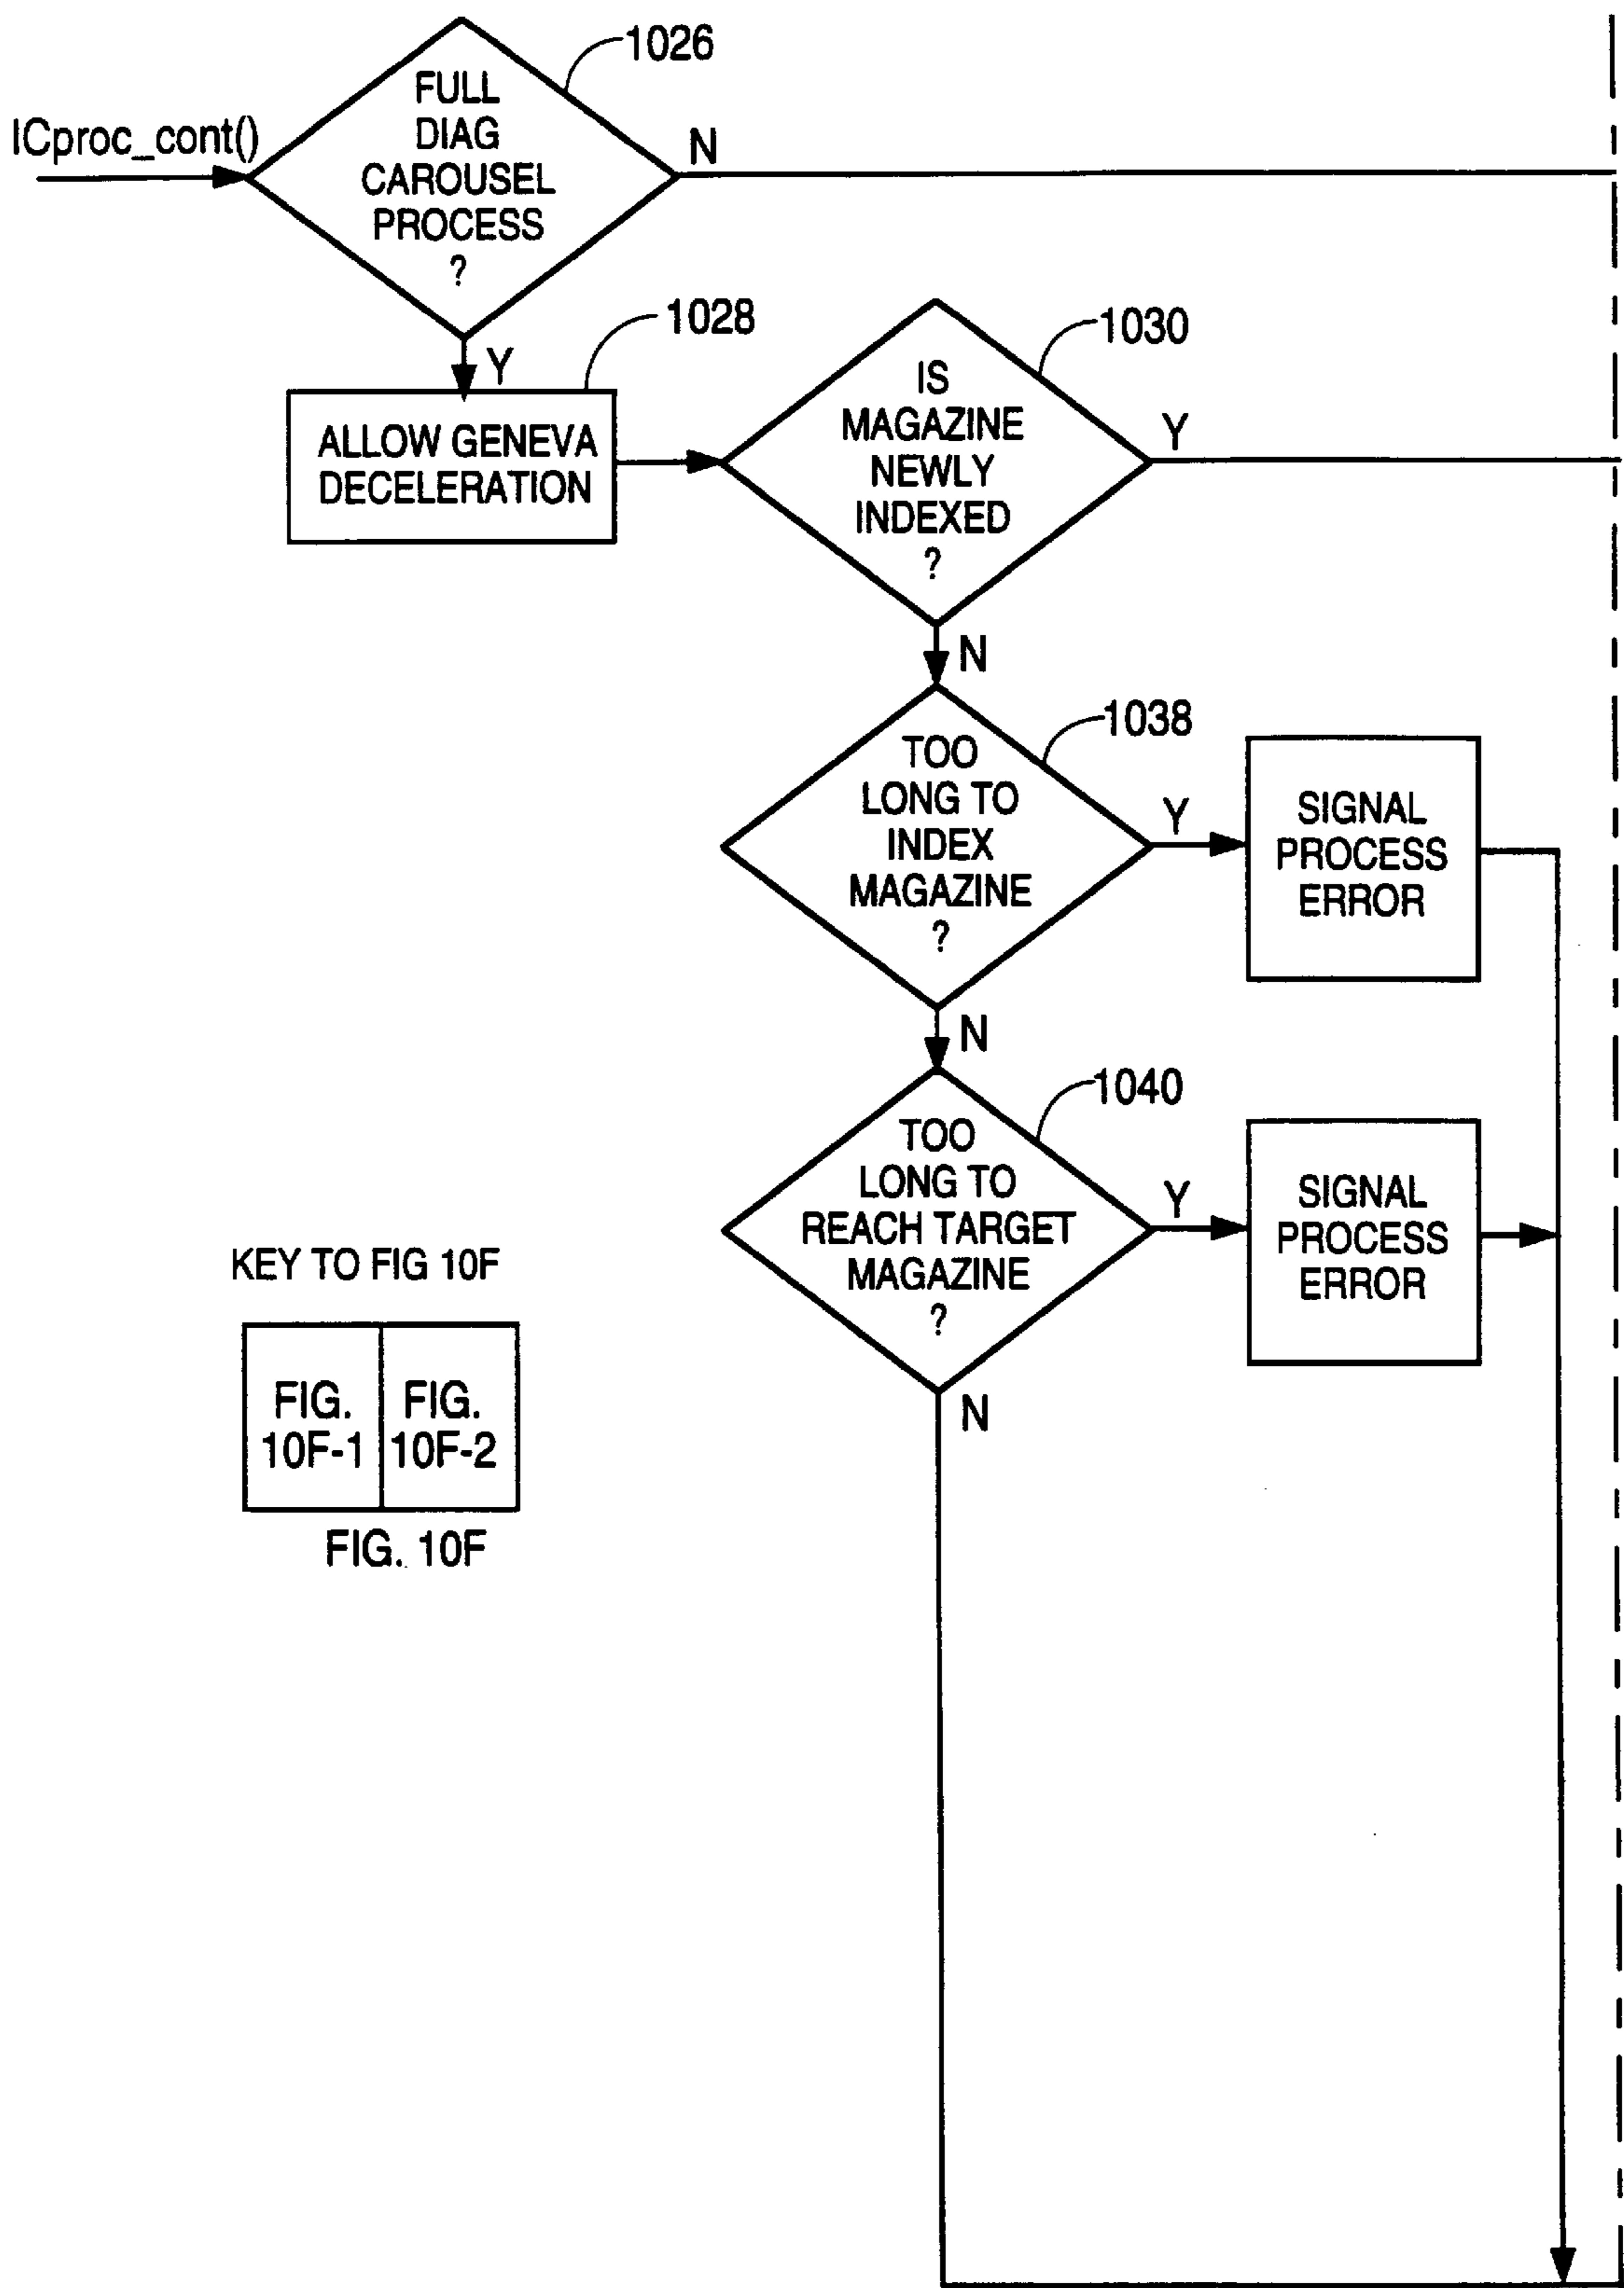 1026
FULL
DIAG
CAROUSEL
PROCESS
?
ICproc_cont()
N
Y
1028
ALLOW GENEVA
DECELERATION
1030
IS
MAGAZINE
NEWLY
INDEXED
?
Y
N
1038
TOO
LONG TO
INDEX
MAGAZINE
?
Y
SIGNAL
PROCESS
ERROR
N
1040
TOO
LONG TO
REACH TARGET
MAGAZINE
?
Y
SIGNAL
PROCESS
ERROR
N
KEY TO FIG 10F
FIG.
10F-1
FIG.
10F-2
FIG. 10F